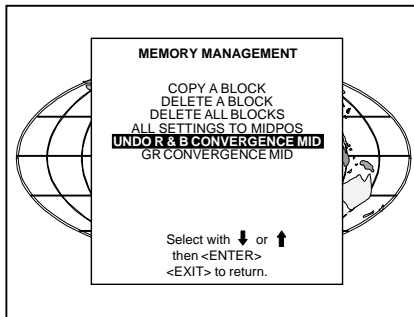 MEMORY MANAGEMENT
COPY A BLOCK
DELETE A BLOCK
DELETE ALL BLOCKS
ALL SETTINGS TO MIDPOS
UNDO R & B CONVERGENCE MID
GR CONVERGENCE MID
Select with ⬇ or ⬆
then <ENTER>
<EXIT> to return.